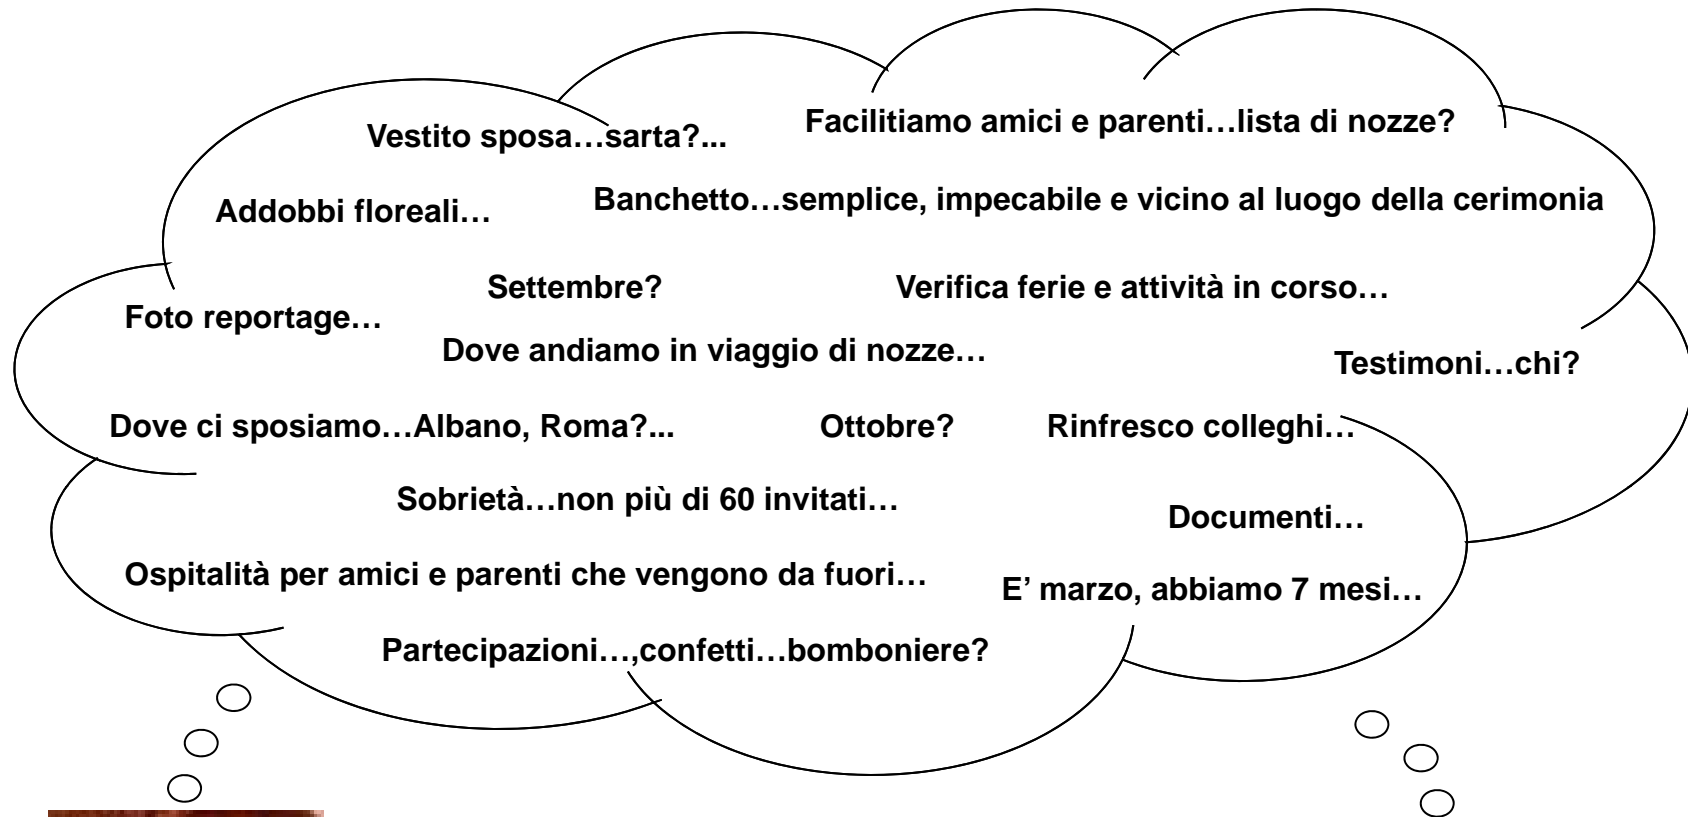 Facilitiamo amici e parenti…lista di nozze?
Vestito sposa…sarta?...
Banchetto…semplice, impecabile e vicino al luogo della cerimonia
Addobbi floreali…
Settembre?
Verifica ferie e attività in corso…
Foto reportage…
Dove andiamo in viaggio di nozze…
Testimoni…chi?
Dove ci sposiamo…Albano, Roma?...
Ottobre?
Rinfresco colleghi…
Sobrietà…non più di 60 invitati…
Documenti…
Ospitalità per amici e parenti che vengono da fuori…
E’ marzo, abbiamo 7 mesi…
Partecipazioni…,confetti…bomboniere?